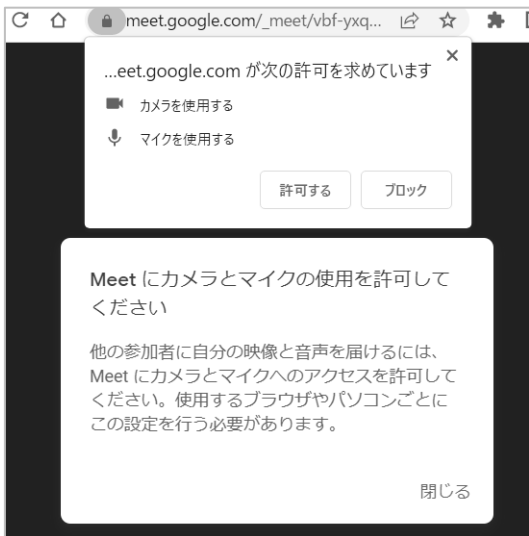 meet.google.com/_meet/vbf-yxq...
...eet.google.com が次の許可を求めています
カメラを使用する
マイクを使用する
許可する ブロック
Meet にカメラとマイクの使用を許可して
ください
他の参加者に自分の映像と音声を届けるには、
Meet にカメラとマイクへのアクセスを許可して
ください。使用するブラウザやパソコンごとに
この設定を行う必要があります。
閉じる